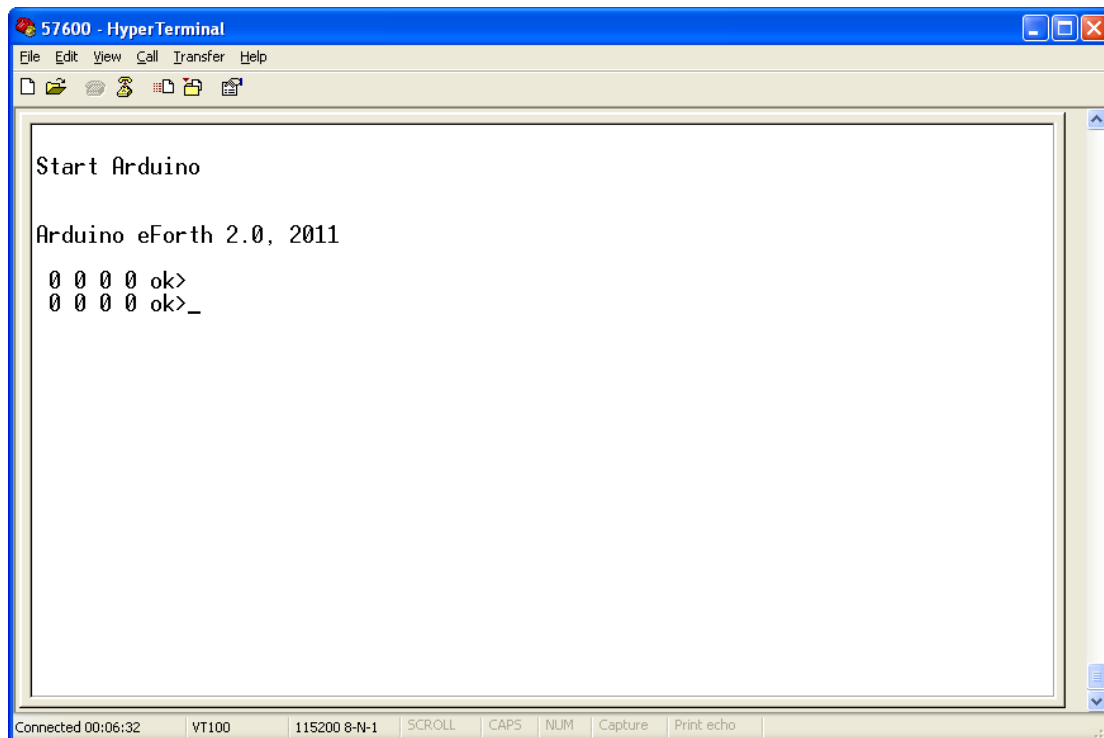 57600 - HyperTerminal
File Edit View Call Transfer Help
Start Arduino
Arduino eForth 2.0, 2011
0 0 0 0 ok>
0 0 0 0 ok>_
Connected 00:06:32 VT100 115200 8-N-1 SCROLL CAPS NUM Capture Print echo